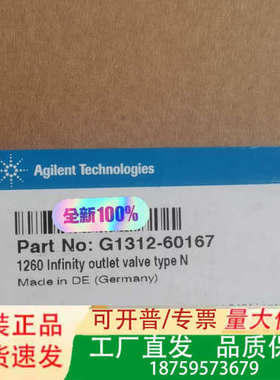 Agilent Technologies
全新100%
Part No: G1312-60167
1260 Infinity outlet valve type N
Made in DE (Germany)
可开普/专票
量大
工厂直发
18759573679